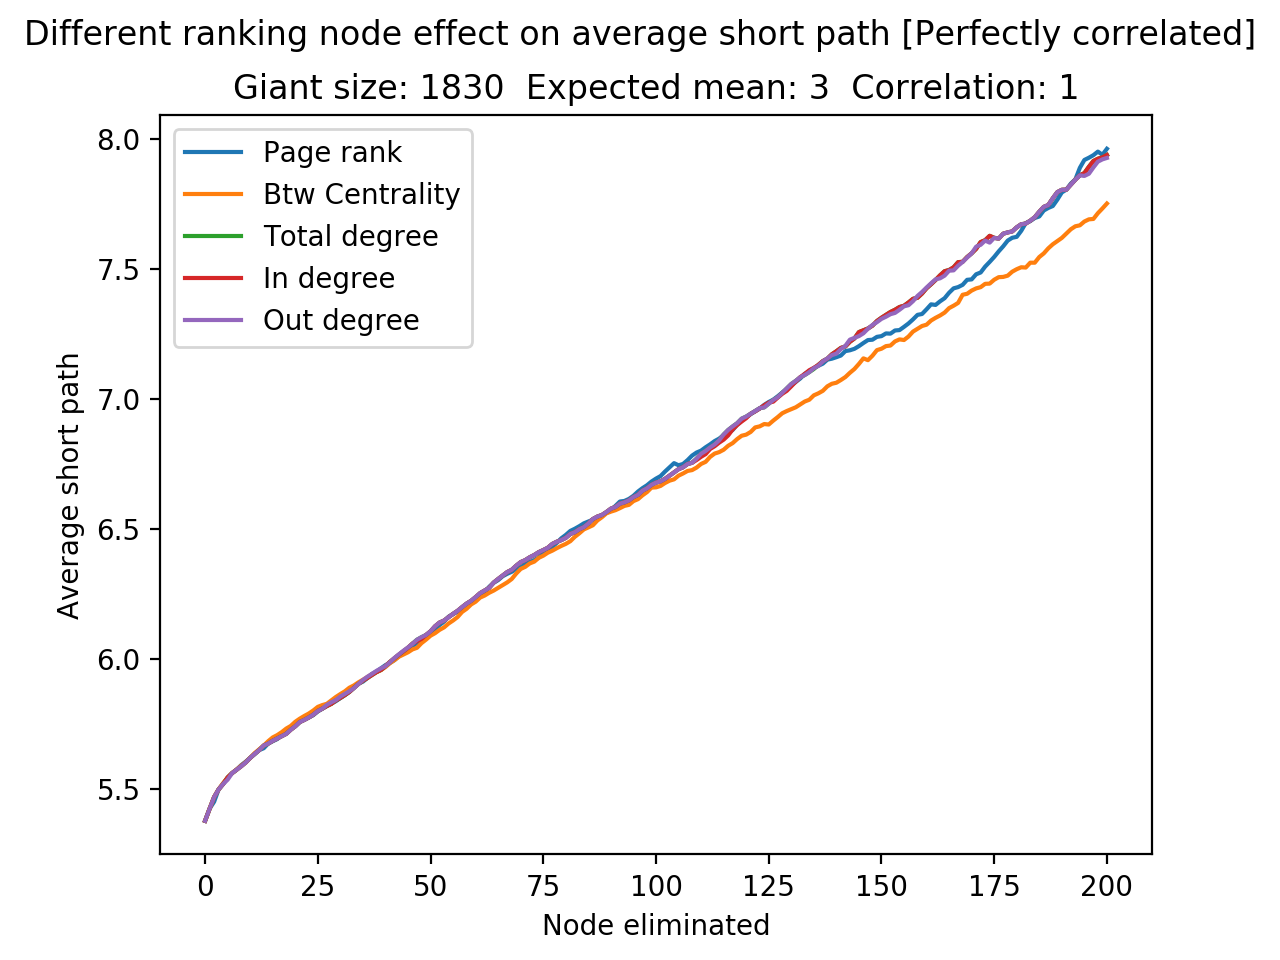 Different ranking node effect on average short path [Perfectly correlated]
Giant size: 1830  Expected mean: 3  Correlation: 1
Page rank
Btw Centrality
Total degree
In degree
Out degree
Average short path
8.0
7.5
7.0
6.5
6.0
5.5
0 25 50 75 100 125 150 175 200
Node eliminated